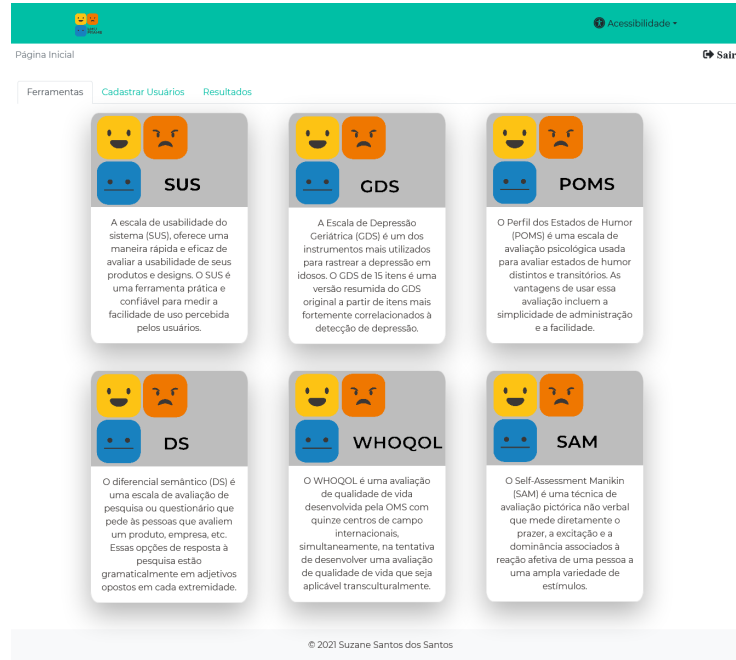 Acessibilidade
Página Inicial
Sair
Ferramentas
Cadastrar Usuários
Resultados
SUS
A escala de usabilidade do
sistema (SUS), oferece uma
maneira rápida e eficaz de
avaliar a usabilidade de seus
produtos e designs. O SUS é
uma ferramenta prática e
confiável para medir a
facilidade de uso percebida
pelos usuários.
GDS
A Escala de Depressão
Geriátrica (GDS) é um dos
instrumentos mais utilizados
para rastrear a depressão em
idosos. O GDS de 15 itens é uma
versão resumida do GDS
original a partir de itens mais
fortemente correlacionados à
detecção de depressão.
POMS
O Perfil dos Estados de Humor
(POMS) é uma escala de
avaliação psicológica usada
para avaliar estados de humor
distintos e transitórios. As
vantagens de usar essa
avaliação incluem a
simplicidade de administração
e a facilidade.
DS
O diferencial semântico (DS) é
uma escala de avaliação de
pesquisa ou questionário que
pede às pessoas que avaliem
um produto, empresa, etc.
Essas opções de resposta à
pesquisa estão
gramaticalmente em adjetivos
opostos em cada extremidade.
WHOQOL
O WHOQOL é uma avaliação
de qualidade de vida
desenvolvida pela OMS com
quinze centros de campo
internacionais,
simultaneamente, na tentativa
de desenvolver uma avaliação
de qualidade de vida que seja
aplicável transculturalmente.
SAM
O Self-Assessment Manikin
(SAM) é uma técnica de
avaliação pictórica não verbal
que mede diretamente o
prazer, a excitação e a
dominância associados à
reação afetiva de uma pessoa a
uma ampla variedade de
estímulos.
© 2021 Suzane Santos dos Santos